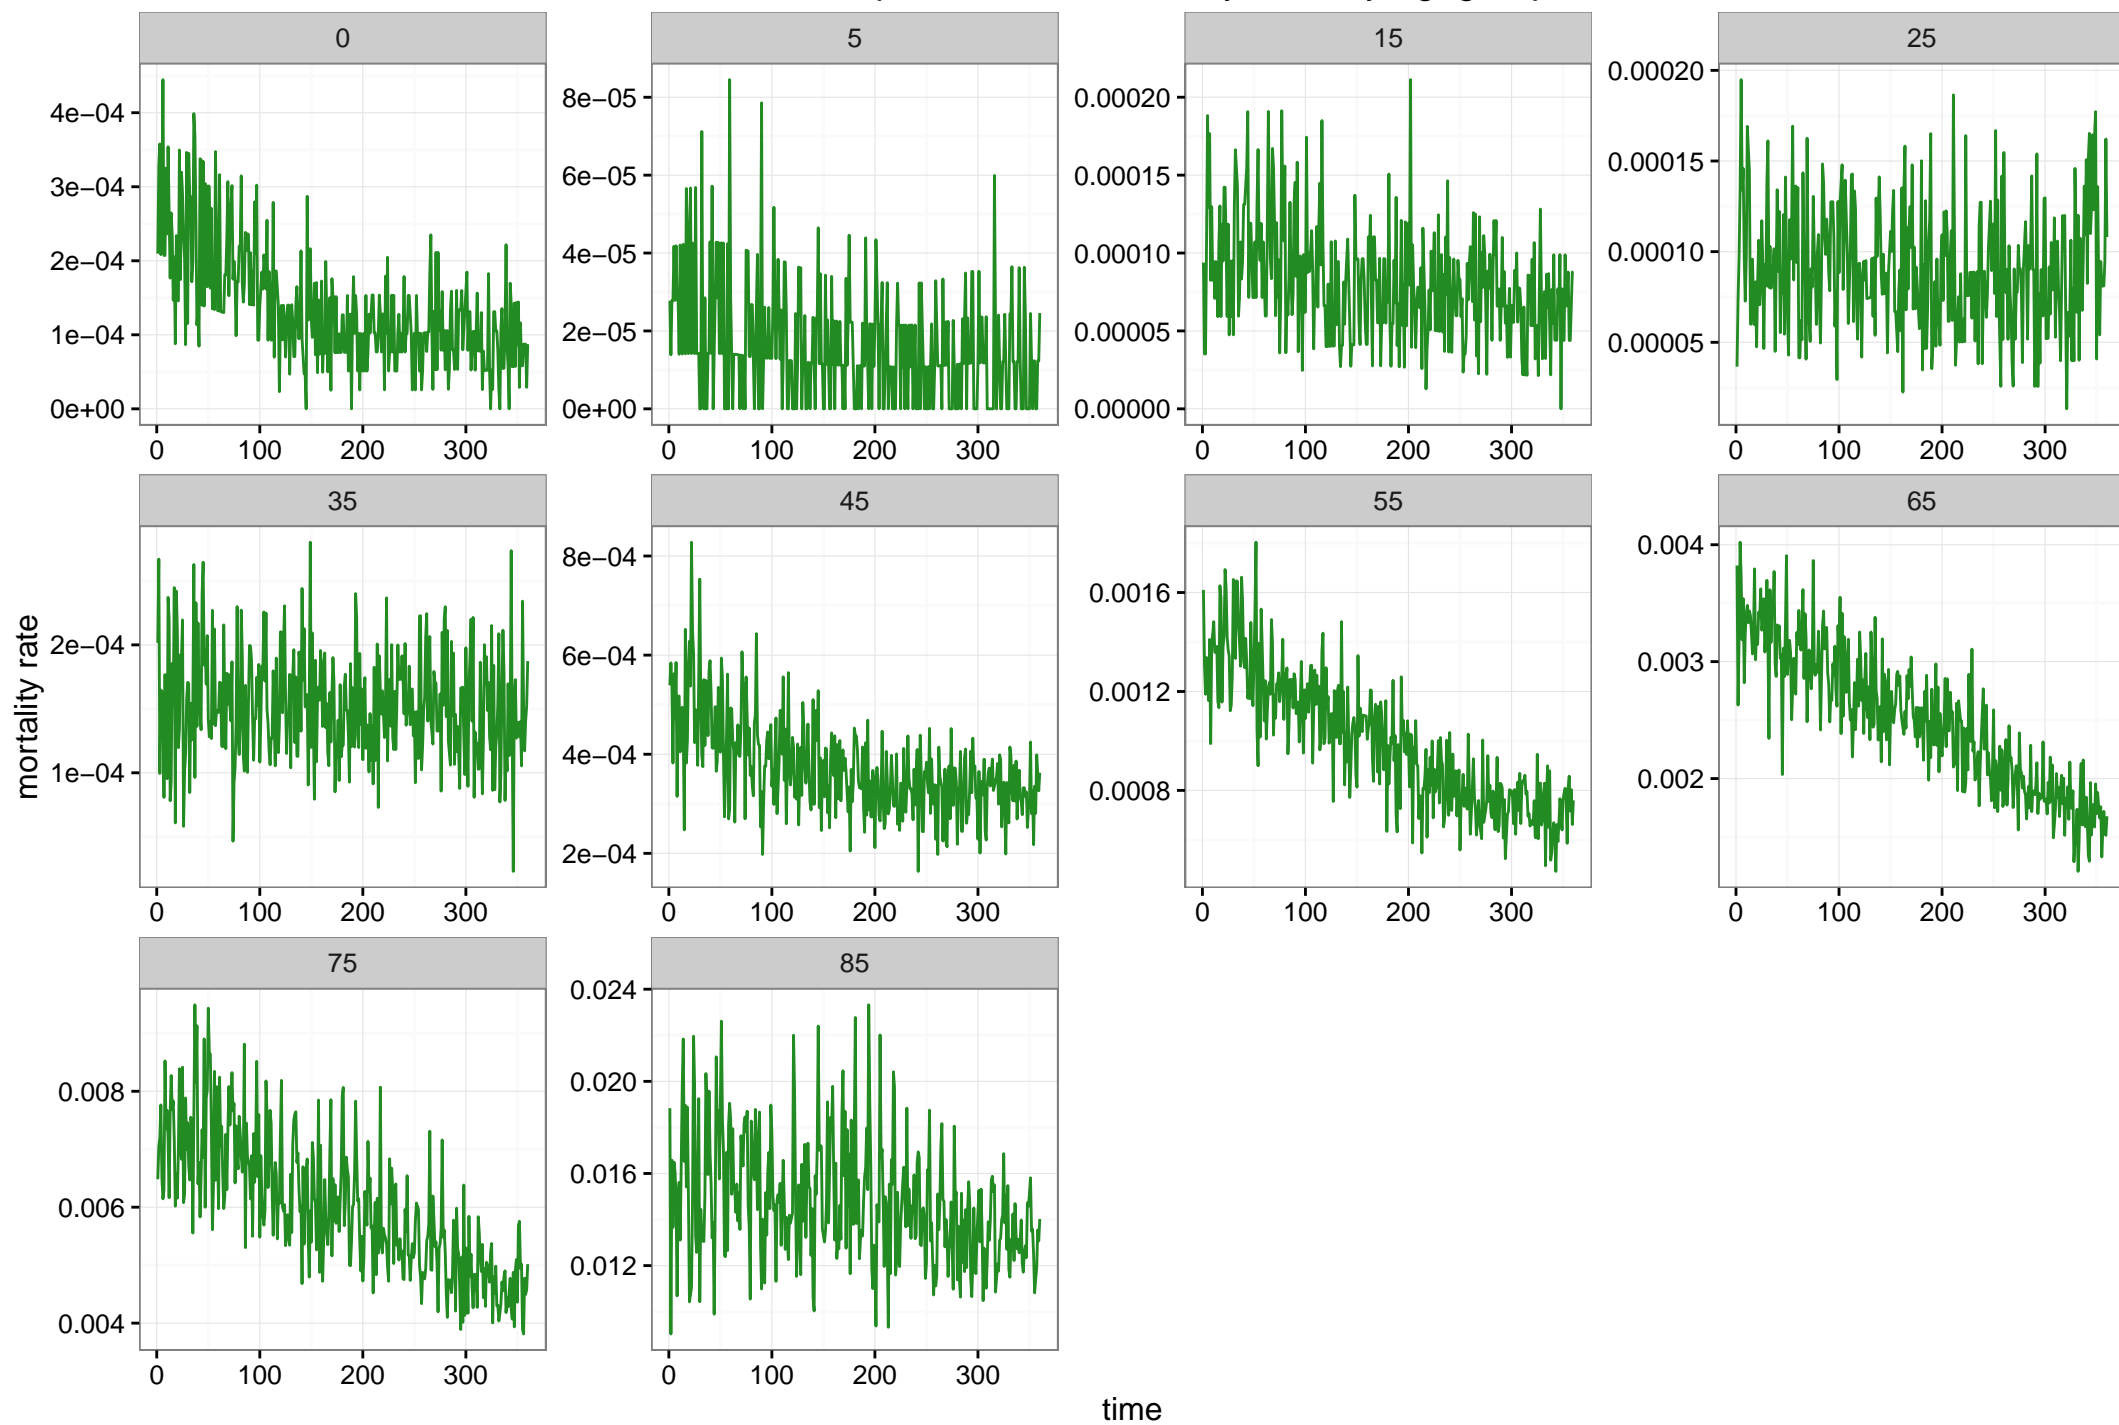 0 5 15 25
4e−04
3e−04
2e−04
1e−04
0e+00
8e−05
6e−05
4e−05
2e−05
0e+00
0.00020
0.00015
0.00010
0.00005
0.00000
0.00020
0.00015
0.00010
0.00005
0 100 200 300
0 100 200 300
0 100 200 300
0 100 200 300
35 45 55 65
2e−04
1e−04
8e−04
6e−04
4e−04
2e−04
0.0016
0.0012
0.0008
0.004
0.003
0.002
0 100 200 300
0 100 200 300
0 100 200 300
0 100 200 300
75 85
0.008
0.006
0.004
0.024
0.020
0.016
0.012
0 100 200 300
0 100 200 300
mortality rate
time